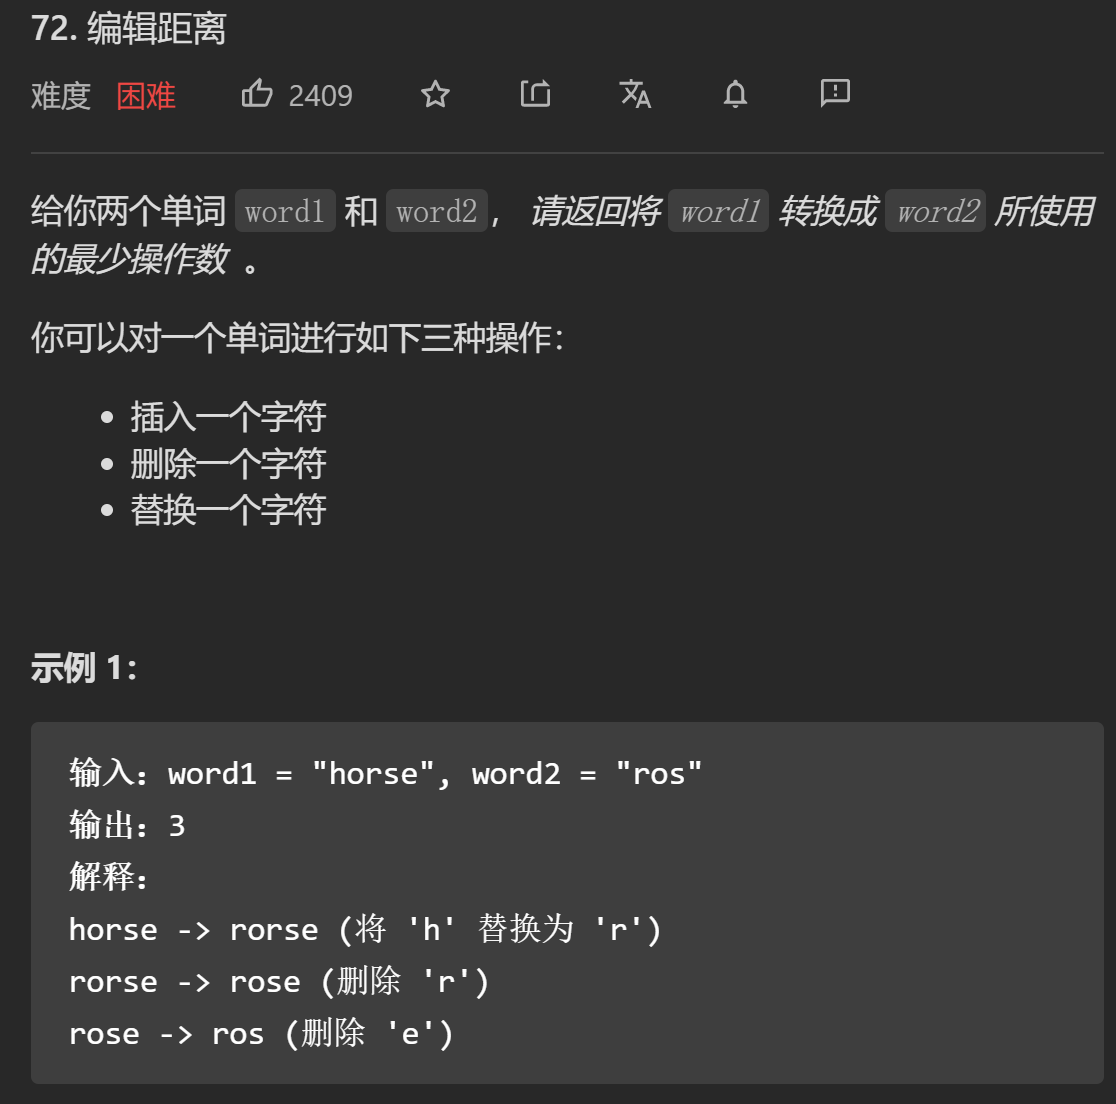 72. 编辑距离
难度 困难 2409
给你两个单词 word1 和 word2， 请返回将 word1 转换成 word2 所使用
的最少操作数 。
你可以对一个单词进行如下三种操作：
• 插入一个字符
• 删除一个字符
• 替换一个字符
示例 1：
输入：word1 = "horse", word2 = "ros"
输出：3
解释：
horse -> rorse (将 'h' 替换为 'r')
rorse -> rose (删除 'r')
rose -> ros (删除 'e')